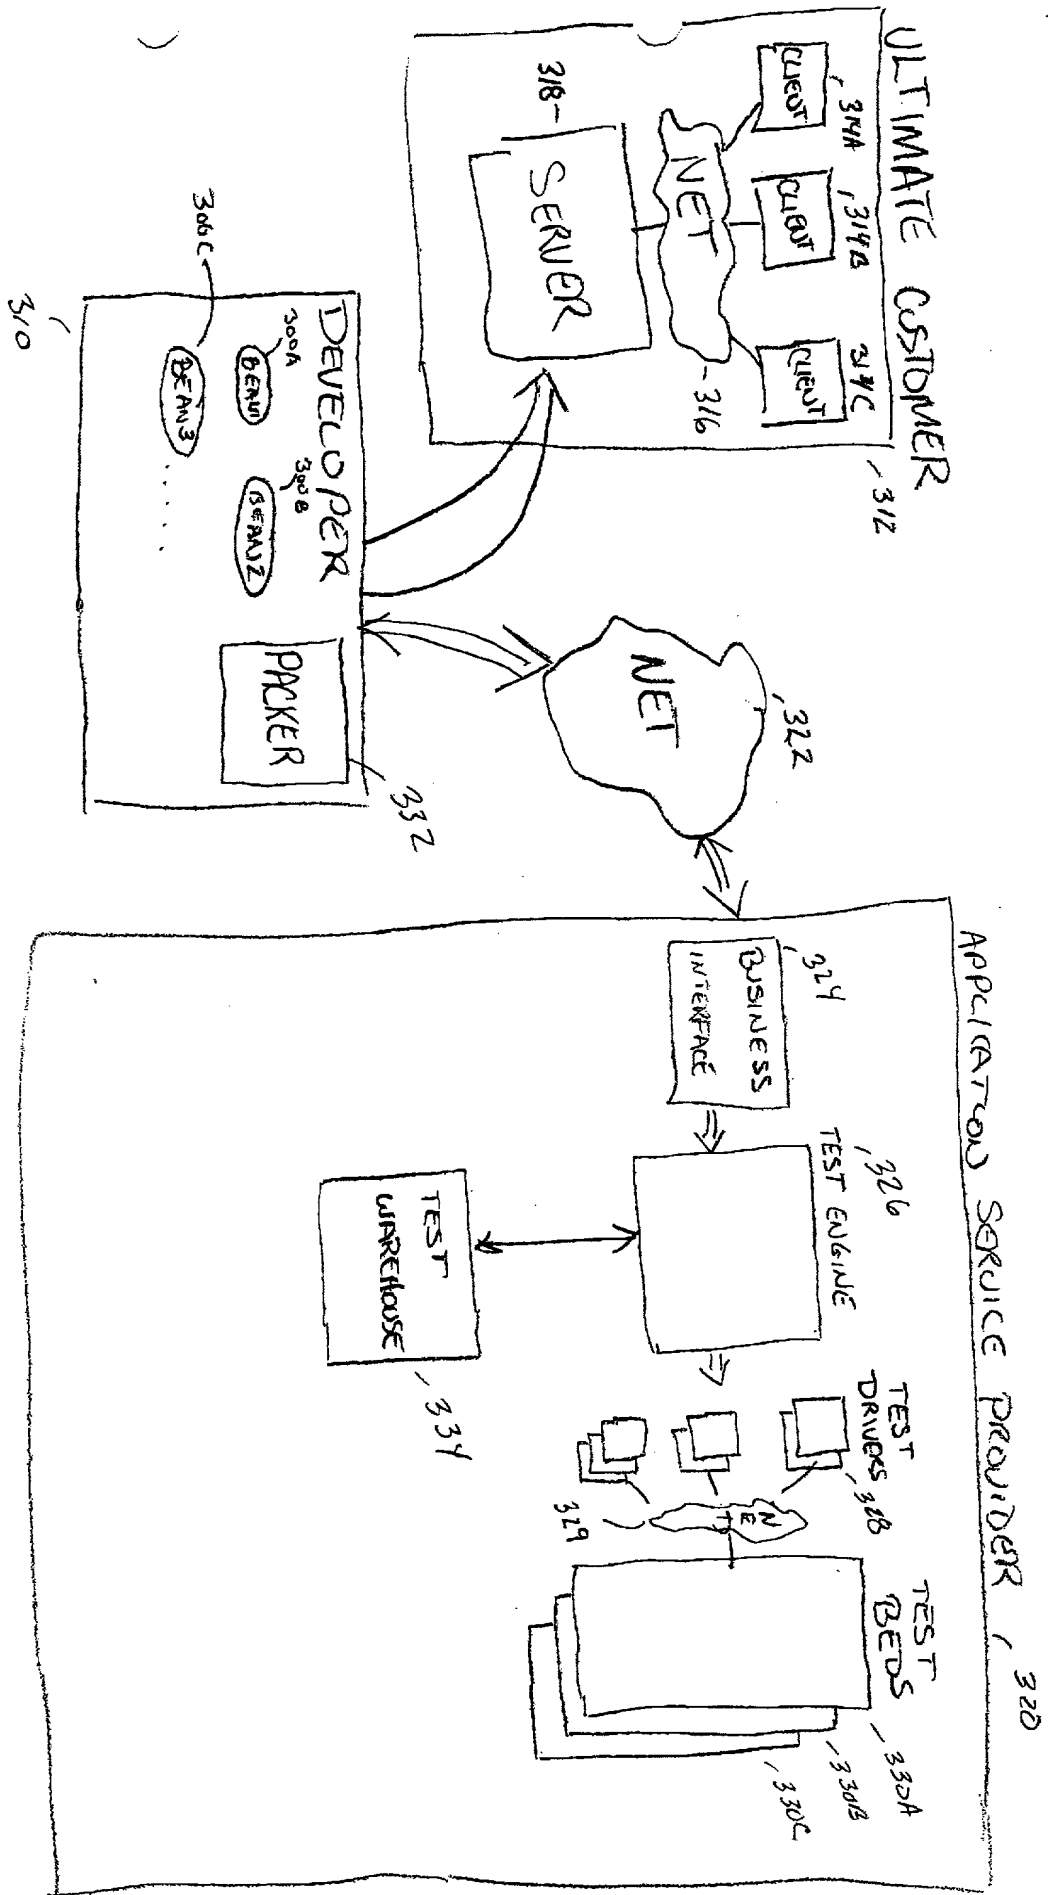 ULTIMATE CUSTOMER
312
CLIENT
314A
CLIENT
314B
CLIENT
314C
NET
316
318
SERVER
DEVELOPER
300A
BEAN1
300B
BEAN2
300C
BEAN3
.....
310
PACKER
332
NET
322
APPLICATION SERVICE PROVIDER
320
324
BUSINESS
INTERFACE
326
TEST ENGINE
TEST
WAREHOUSE
334
TEST
DRIVERS
328
NET
329
TEST
BEDS
330A
330B
330C